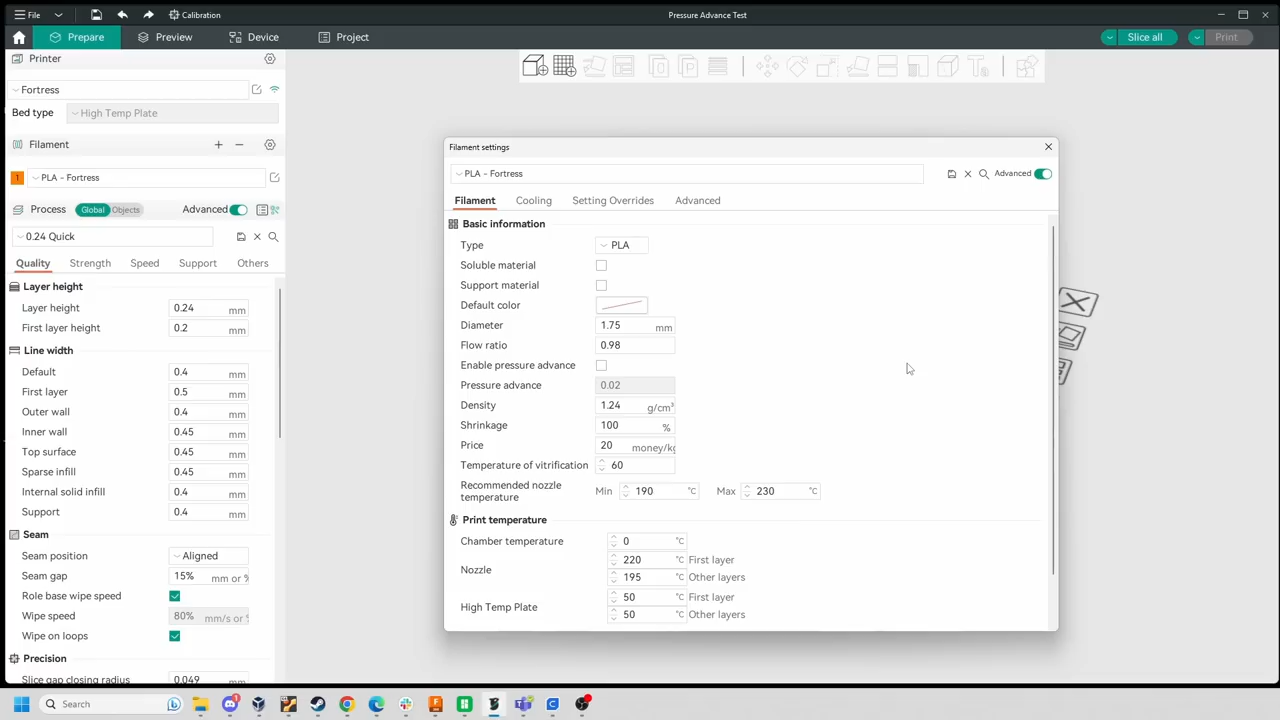 File Calibration Pressure Advance Test
Prepare Preview Device Project Slice all Print
Printer
Fortress
Bed type High Temp Plate
Filament
1 PLA - Fortress
Process Global Objects Advanced
0.24 Quick
Quality Strength Speed Support Others
Layer height
Layer height 0.24 mm
First layer height 0.2 mm
Line width
Default 0.4 mm
First layer 0.5 mm
Outer wall 0.4 mm
Inner wall 0.45 mm
Top surface 0.45 mm
Sparse infill 0.45 mm
Internal solid infill 0.4 mm
Support 0.4 mm
Seam
Seam position Aligned
Seam gap 15% mm or %
Role base wipe speed
Wipe speed 80% mm/s or %
Wipe on loops
Precision
Slice gap closing radius 0.049 mm
Filament settings
PLA - Fortress Advanced
Filament Cooling Setting Overrides Advanced
Basic information
Type PLA
Soluble material
Support material
Default color
Diameter 1.75 mm
Flow ratio 0.98
Enable pressure advance
Pressure advance 0.02
Density 1.24 g/cm³
Shrinkage 100 %
Price 20 money/kg
Temperature of vitrification 60
Recommended nozzle
temperature Min 190 °C Max 230 °C
Print temperature
Chamber temperature 0 °C
Nozzle 220 °C First layer
195 °C Other layers
High Temp Plate 50 °C First layer
50 °C Other layers
Search